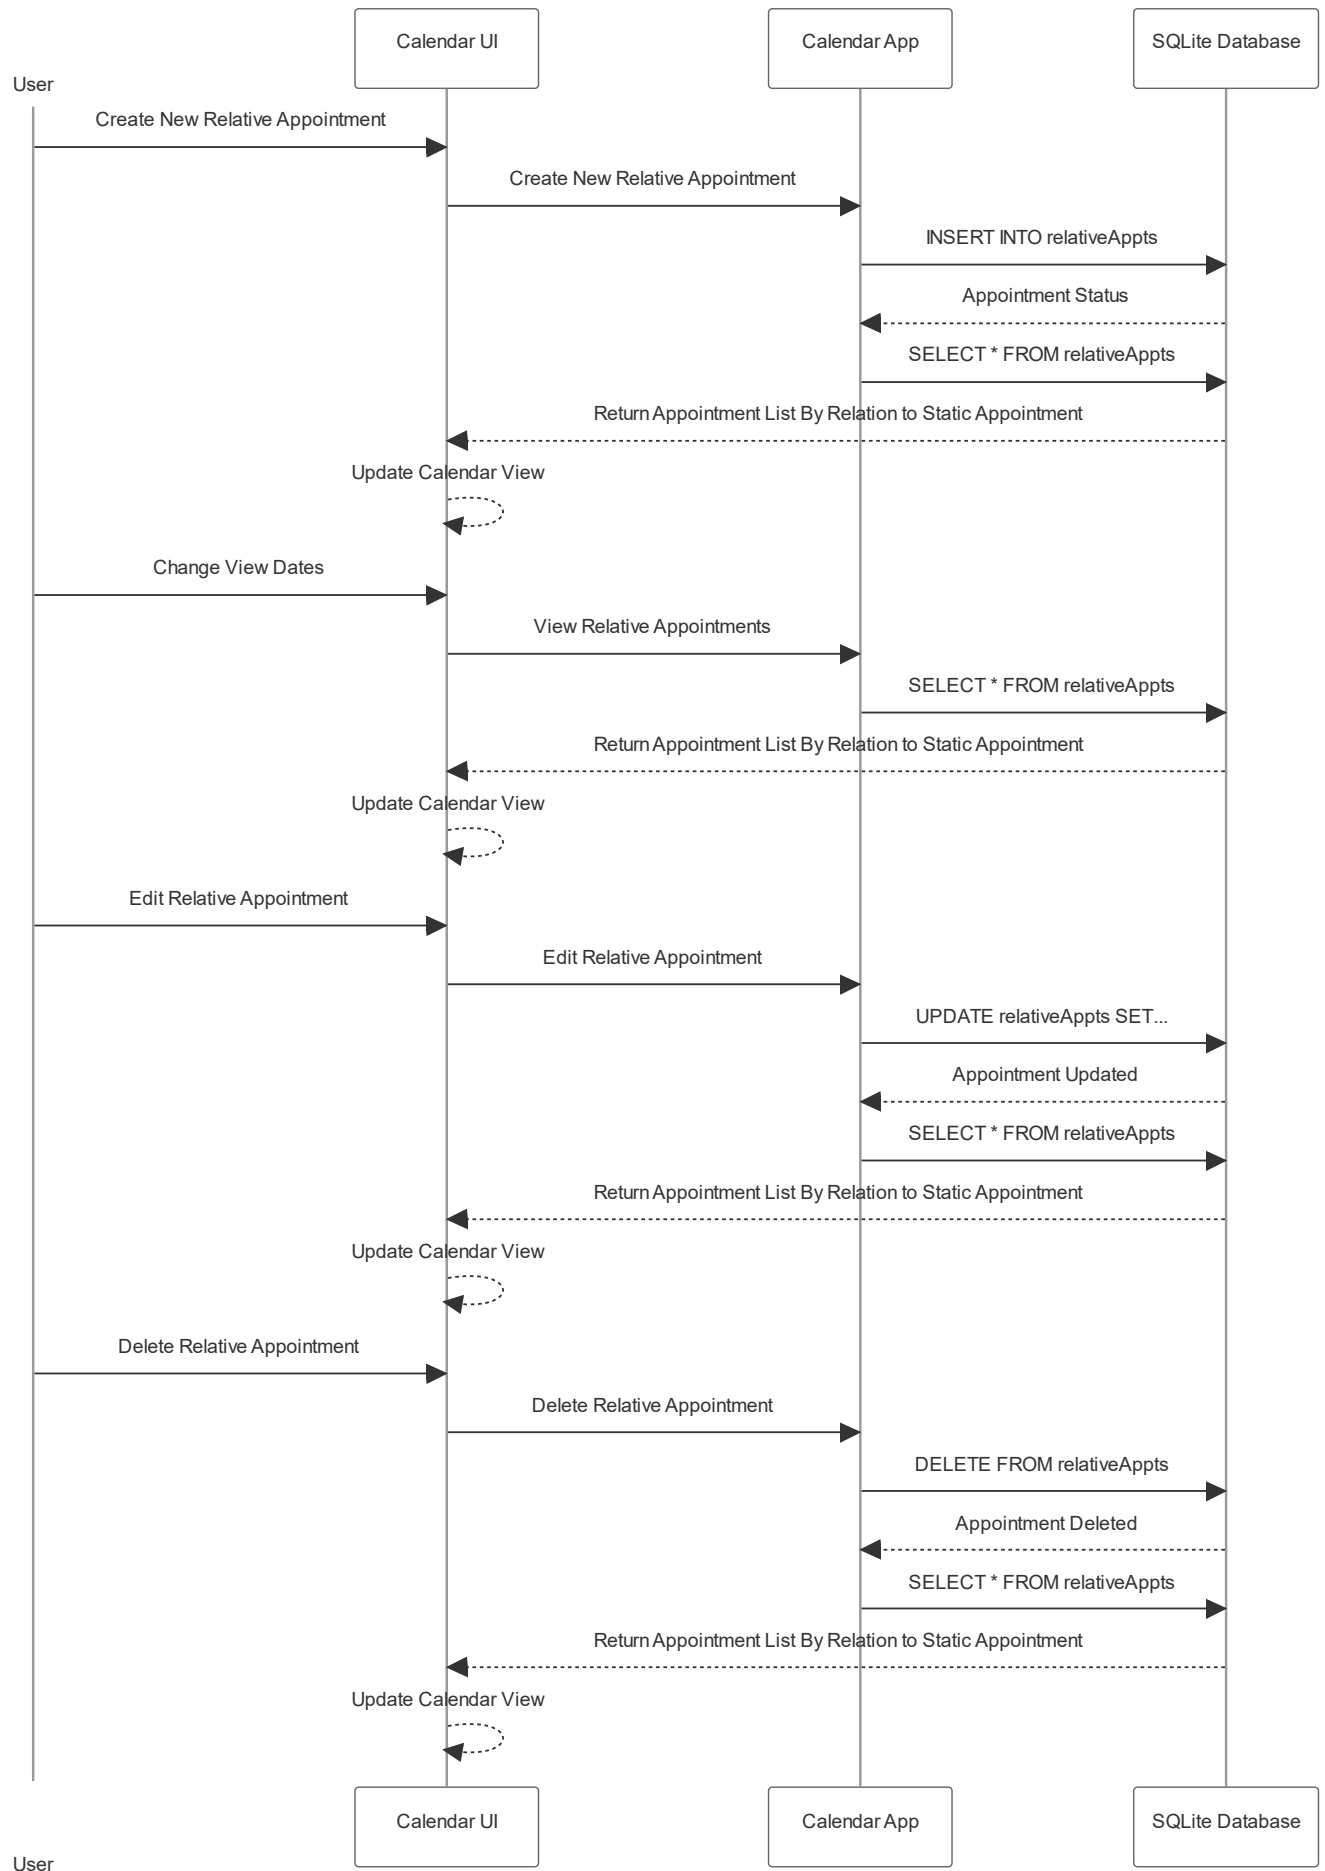 Calendar UI
Calendar App
SQLite Database
User
Create New Relative Appointment
Create New Relative Appointment
INSERT INTO relativeAppts
Appointment Status
SELECT * FROM relativeAppts
Return Appointment List By Relation to Static Appointment
Update Calendar View
Change View Dates
View Relative Appointments
SELECT * FROM relativeAppts
Return Appointment List By Relation to Static Appointment
Update Calendar View
Edit Relative Appointment
Edit Relative Appointment
UPDATE relativeAppts SET...
Appointment Updated
SELECT * FROM relativeAppts
Return Appointment List By Relation to Static Appointment
Update Calendar View
Delete Relative Appointment
Delete Relative Appointment
DELETE FROM relativeAppts
Appointment Deleted
SELECT * FROM relativeAppts
Return Appointment List By Relation to Static Appointment
Update Calendar View
Calendar UI
Calendar App
SQLite Database
User